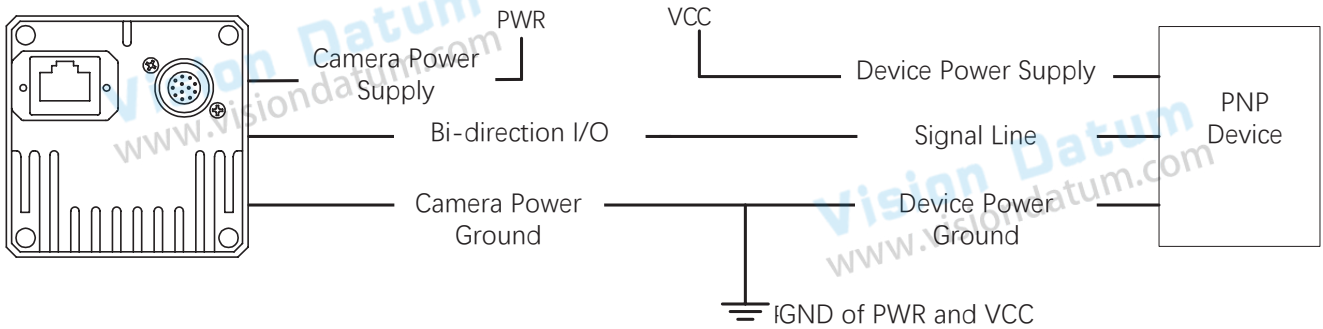 PWR
VCC
Camera Power
Supply
Device Power Supply
PNP
Device
Bi-direction I/O
Signal Line
Camera Power
Ground
Device Power
Ground
GND of PWR and VCC
Vision Datum
www.visiondatum.com
Vision Datum
www.visiondatum.com